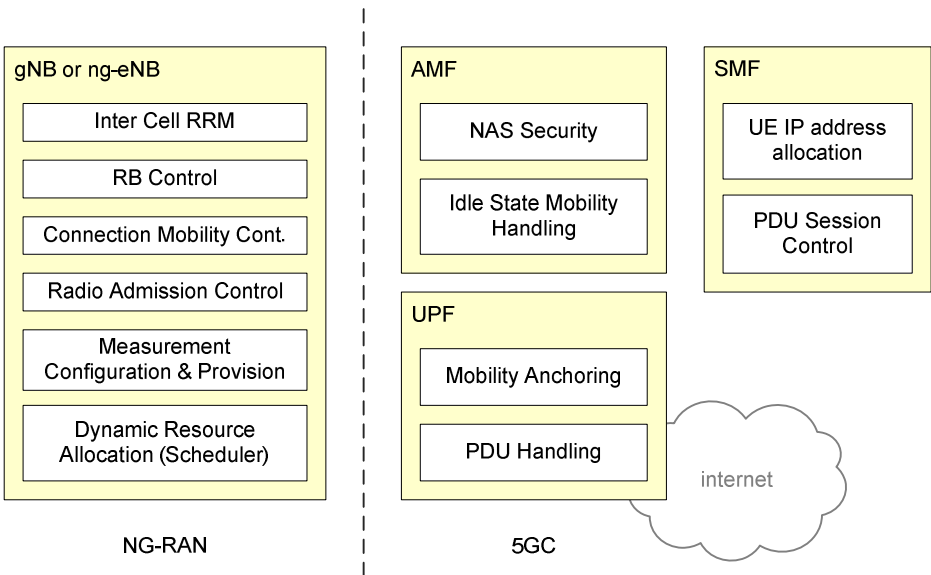 gNB or ng-eNB
Inter Cell RRM
RB Control
Connection Mobility Cont.
Radio Admission Control
Measurement
Configuration & Provision
Dynamic Resource
Allocation (Scheduler)
NG-RAN
AMF
NAS Security
Idle State Mobility
Handling
UPF
Mobility Anchoring
PDU Handling
SMF
UE IP address
allocation
PDU Session
Control
internet
5GC